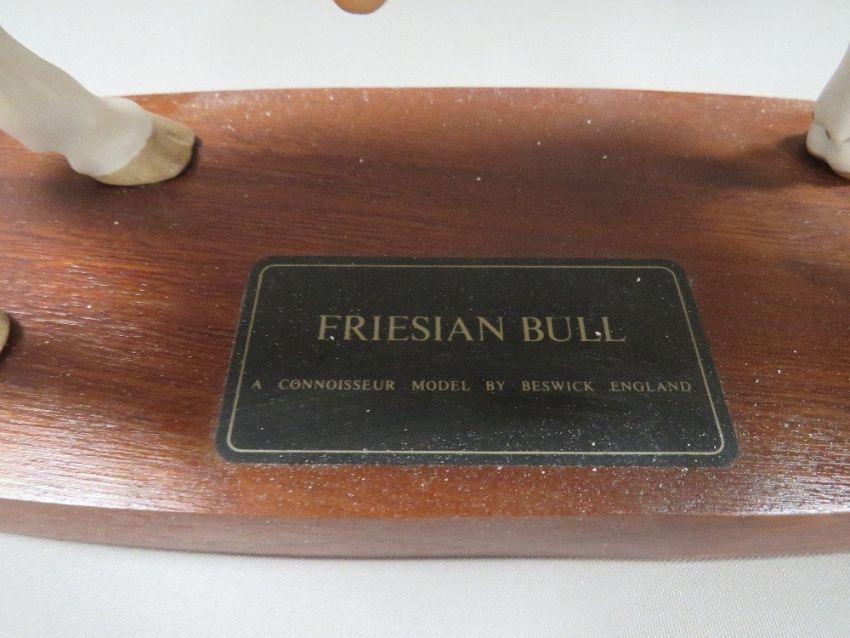 FRIESIAN BULL
A CONNOISSEUR MODEL BY BESWICK ENGLAND